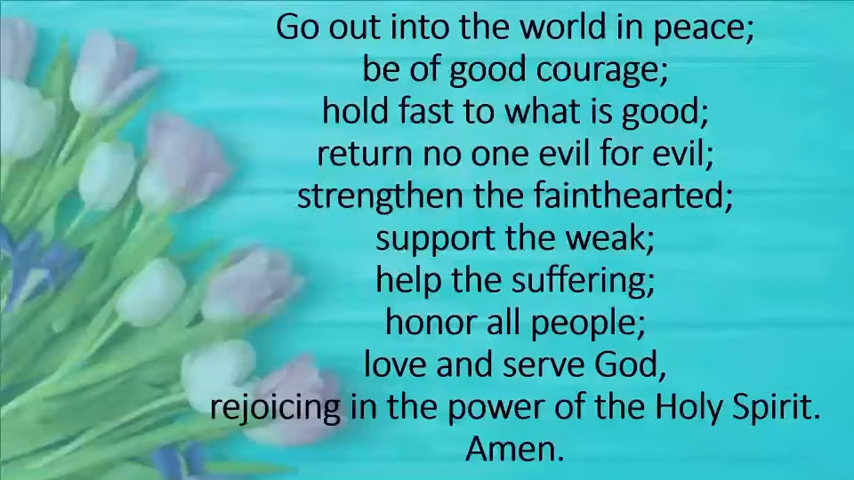 Go out into the world in peace;
be of good courage;
hold fast to what is good;
return no one evil for evil;
strengthen the fainthearted;
support the weak;
help the suffering;
honor all people;
love and serve God,
rejoicing in the power of the Holy Spirit.
Amen.